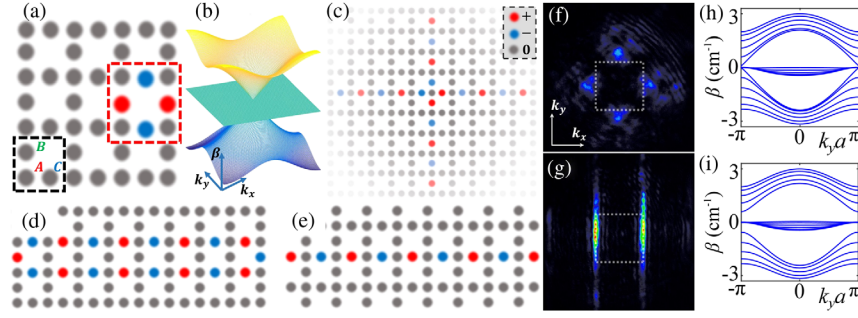 (a)
B
A C
(b)
β
k_y
k_x
(c)
+
−
0
(d)
(e)
(f)
k_y
k_x
(g)
(h)
β (cm⁻¹)
3
0
-3
-π 0 π
k_y a
(i)
β (cm⁻¹)
3
0
-3
-π 0 π
k_y a